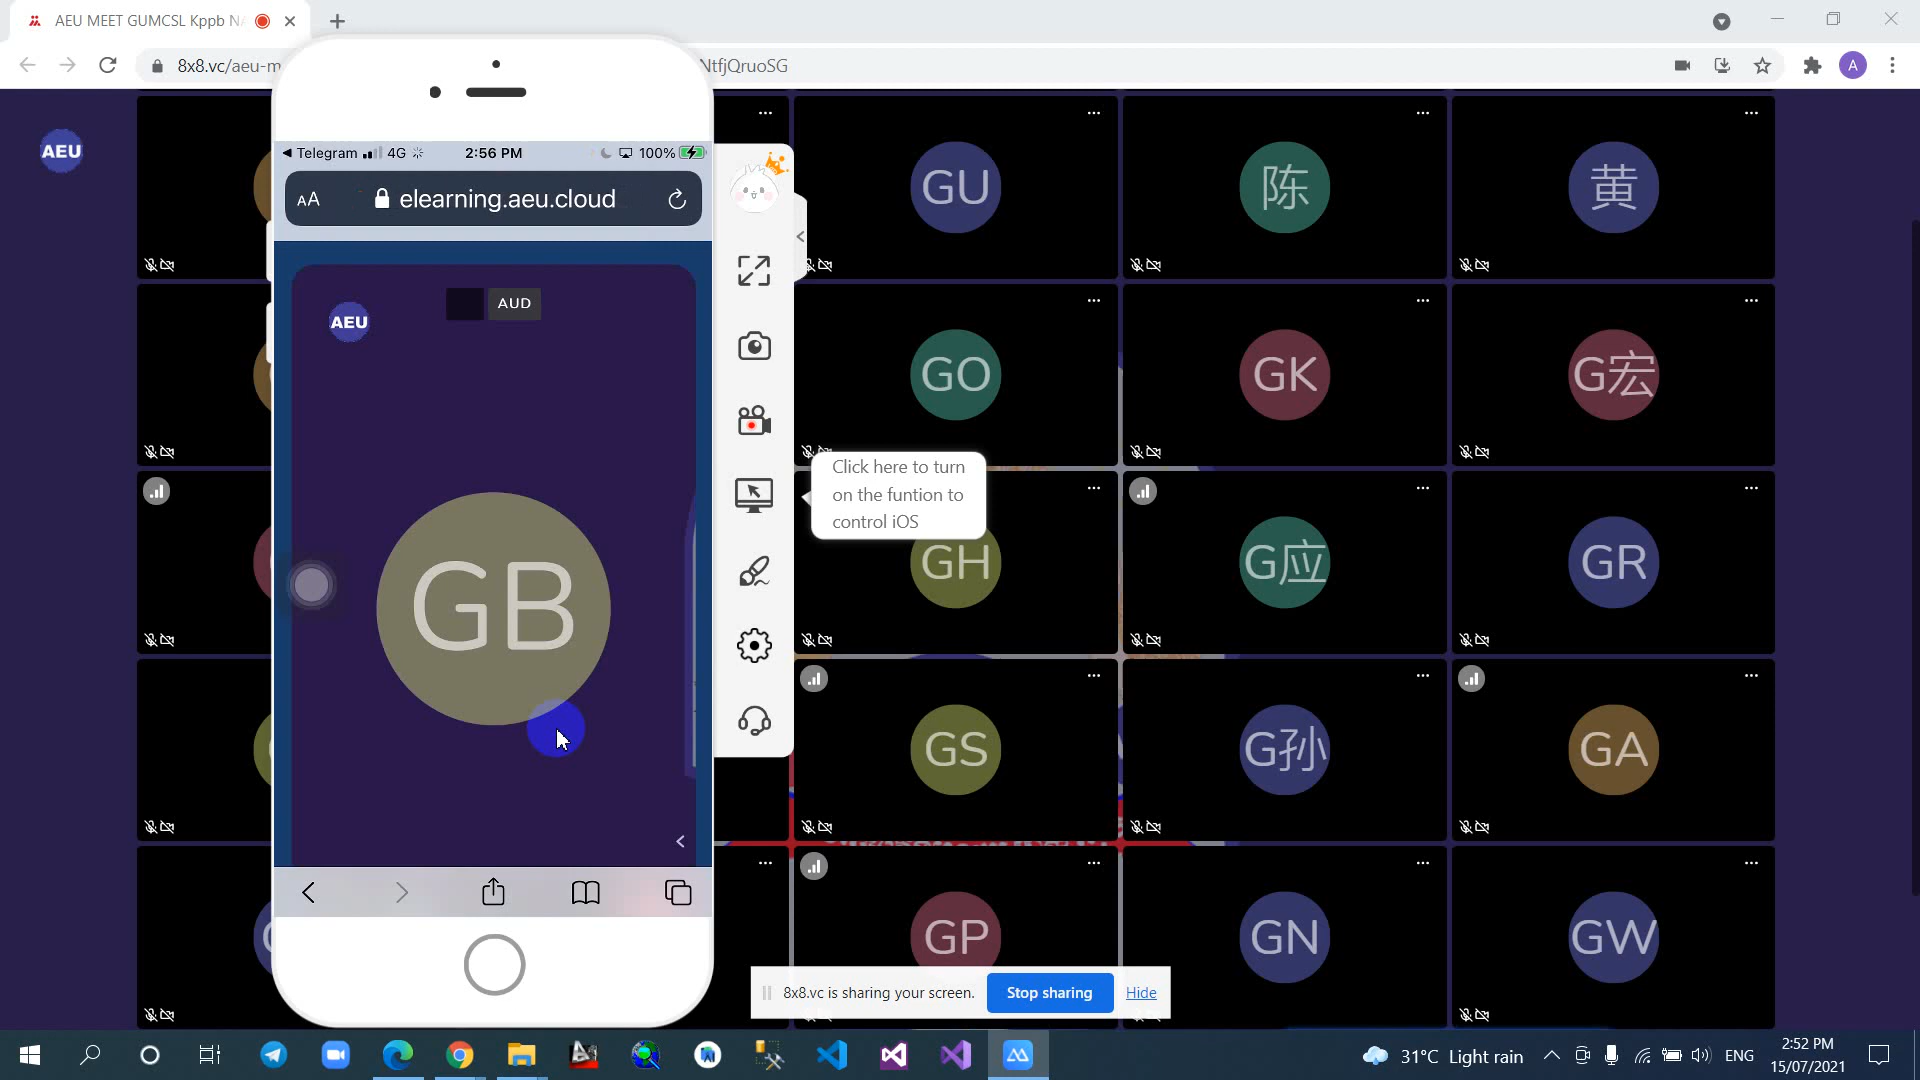 AEU MEET GUMCSL Kppb N
8x8.vc/aeu-m
NtfjQruoSG
A
AEU
Telegram 4G 2:56 PM 100%
AA elearning.aeu.cloud
AEU
AUD
GB
GU
陈
黄
GO
GK
G宏
Click here to turn
on the funtion to
control iOS
GH
G应
GR
GS
G孙
GA
GP
GN
GW
8x8.vc is sharing your screen. Stop sharing Hide
31°C Light rain ENG
2:52 PM
15/07/2021